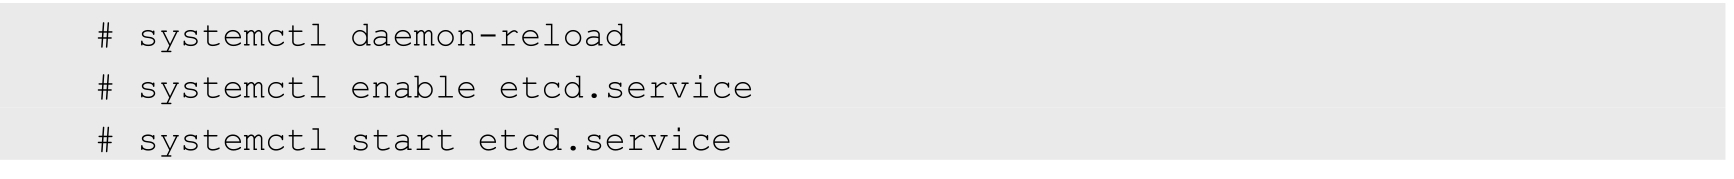 # systemctl daemon-reload
# systemctl enable etcd.service
# systemctl start etcd.service